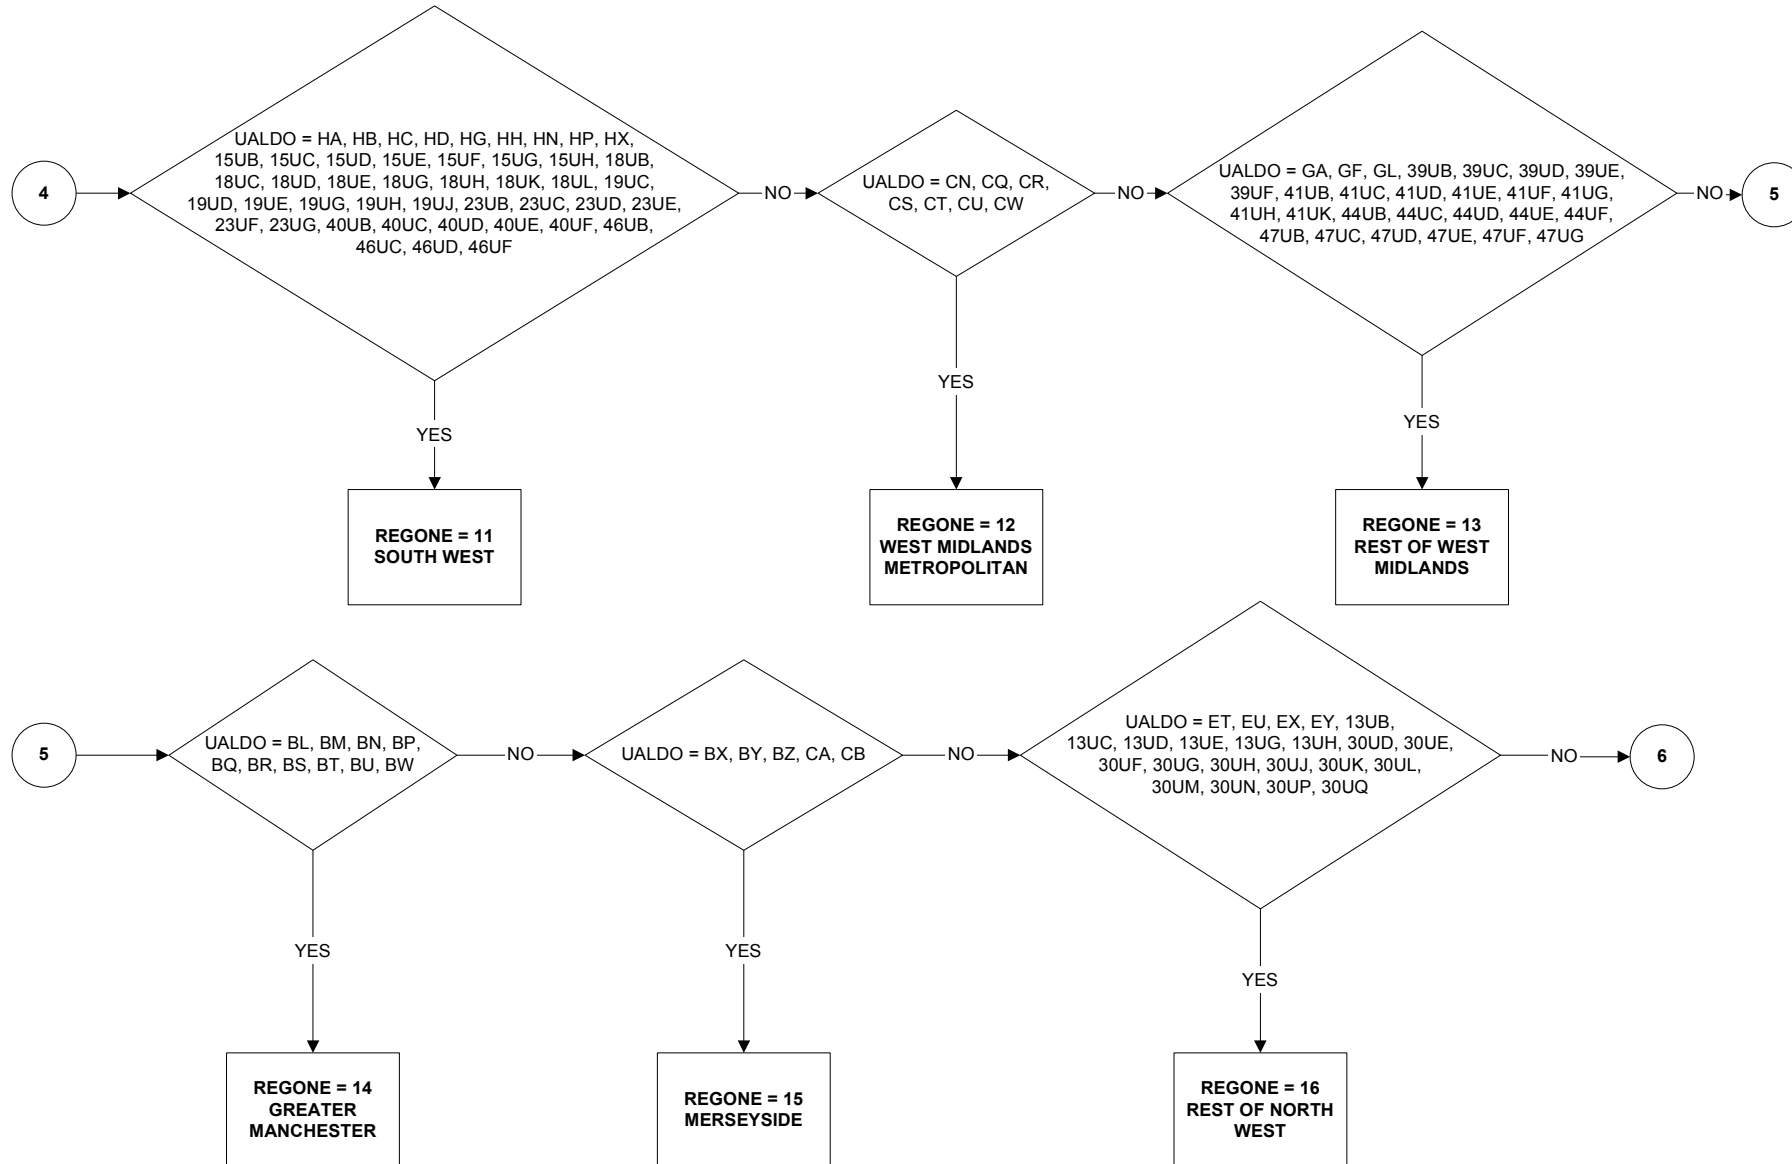 4
UALDO = HA, HB, HC, HD, HG, HH, HN, HP, HX,
15UB, 15UC, 15UD, 15UE, 15UF, 15UG, 15UH, 18UB,
18UC, 18UD, 18UE, 18UG, 18UH, 18UK, 18UL, 19UC,
19UD, 19UE, 19UG, 19UH, 19UJ, 23UB, 23UC, 23UD, 23UE,
23UF, 23UG, 40UB, 40UC, 40UD, 40UE, 40UF, 46UB,
46UC, 46UD, 46UF
NO
UALDO = CN, CQ, CR,
CS, CT, CU, CW
NO
UALDO = GA, GF, GL, 39UB, 39UC, 39UD, 39UE,
39UF, 41UB, 41UC, 41UD, 41UE, 41UF, 41UG,
41UH, 41UK, 44UB, 44UC, 44UD, 44UE, 44UF,
47UB, 47UC, 47UD, 47UE, 47UF, 47UG
NO
5
YES
YES
YES
REGONE = 11
SOUTH WEST
REGONE = 12
WEST MIDLANDS
METROPOLITAN
REGONE = 13
REST OF WEST
MIDLANDS
5
UALDO = BL, BM, BN, BP,
BQ, BR, BS, BT, BU, BW
NO
UALDO = BX, BY, BZ, CA, CB
NO
UALDO = ET, EU, EX, EY, 13UB,
13UC, 13UD, 13UE, 13UG, 13UH, 30UD, 30UE,
30UF, 30UG, 30UH, 30UJ, 30UK, 30UL,
30UM, 30UN, 30UP, 30UQ
NO
6
YES
YES
YES
REGONE = 14
GREATER
MANCHESTER
REGONE = 15
MERSEYSIDE
REGONE = 16
REST OF NORTH
WEST